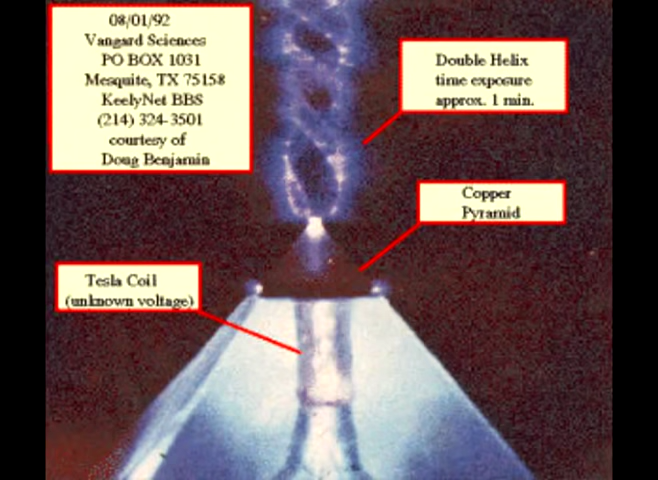 08/01/92
Vangard Sciences
PO BOX 1031
Mesquite, TX 75158
KeelyNet BBS
(214) 324-3501
courtesy of
Doug Benjamin
Double Helix
time exposure
approx. 1 min.
Copper
Pyramid
Tesla Coil
(unknown voltage)